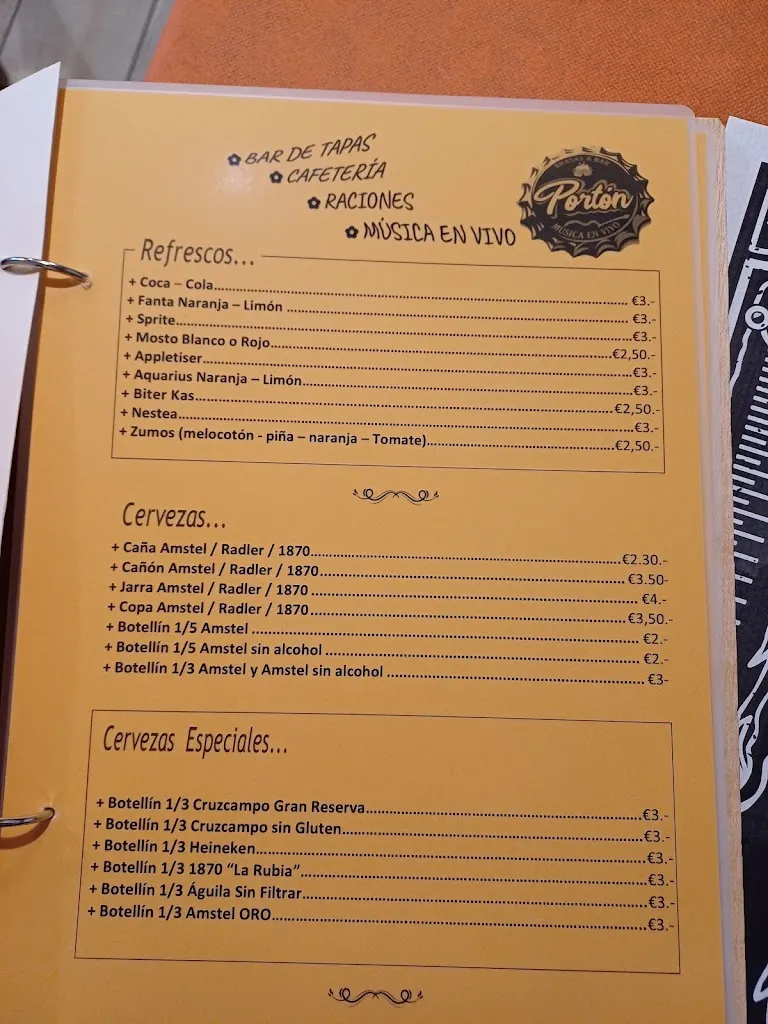 BAR DE TAPAS
CAFETERÍA
RACIONES
MÚSICA EN VIVO
Portón
MUSICA EN VIVO
Refrescos...
+ Coca – Cola.......... €3.-
+ Fanta Naranja – Limón .......... €3.-
+ Sprite..........€3.-
+ Mosto Blanco o Rojo..........€2,50.-
+ Appletiser..........€3.-
+ Aquarius Naranja – Limón..........€3.-
+ Biter Kas..........€2,50.-
+ Nestea..........€3.-
+ Zumos (melocotón - piña – naranja – Tomate)..........€2,50.-
Cervezas...
+ Caña Amstel / Radler / 1870..........€2.30.-
+ Cañón Amstel / Radler / 1870.......... €3.50-
+ Jarra Amstel / Radler / 1870.......... €4.-
+ Copa Amstel / Radler / 1870..........€3,50.-
+ Botellín 1/5 Amstel .......... €2.-
+ Botellín 1/5 Amstel sin alcohol .......... €2.-
+ Botellín 1/3 Amstel y Amstel sin alcohol .......... €3-
Cervezas Especiales...
+ Botellín 1/3 Cruzcampo Gran Reserva..........€3.-
+ Botellín 1/3 Cruzcampo sin Gluten..........€3.-
+ Botellín 1/3 Heineken..........€3.-
+ Botellín 1/3 1870 “La Rubia”..........€3.-
+ Botellín 1/3 Águila Sin Filtrar..........€3.-
+ Botellín 1/3 Amstel ORO..........€3.-